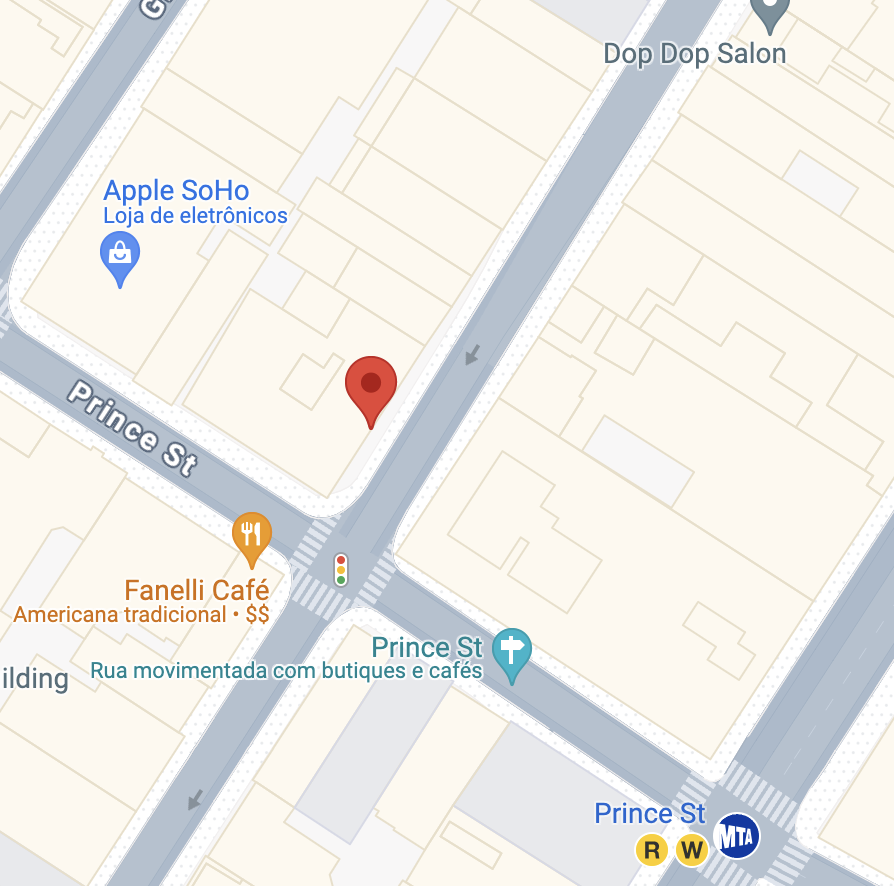 G
Dop Dop Salon
Apple SoHo
Loja de eletrônicos
Prince St
Fanelli Café
Americana tradicional • $$
Prince St
Rua movimentada com butiques e cafés
ilding
Prince St
R W MTA